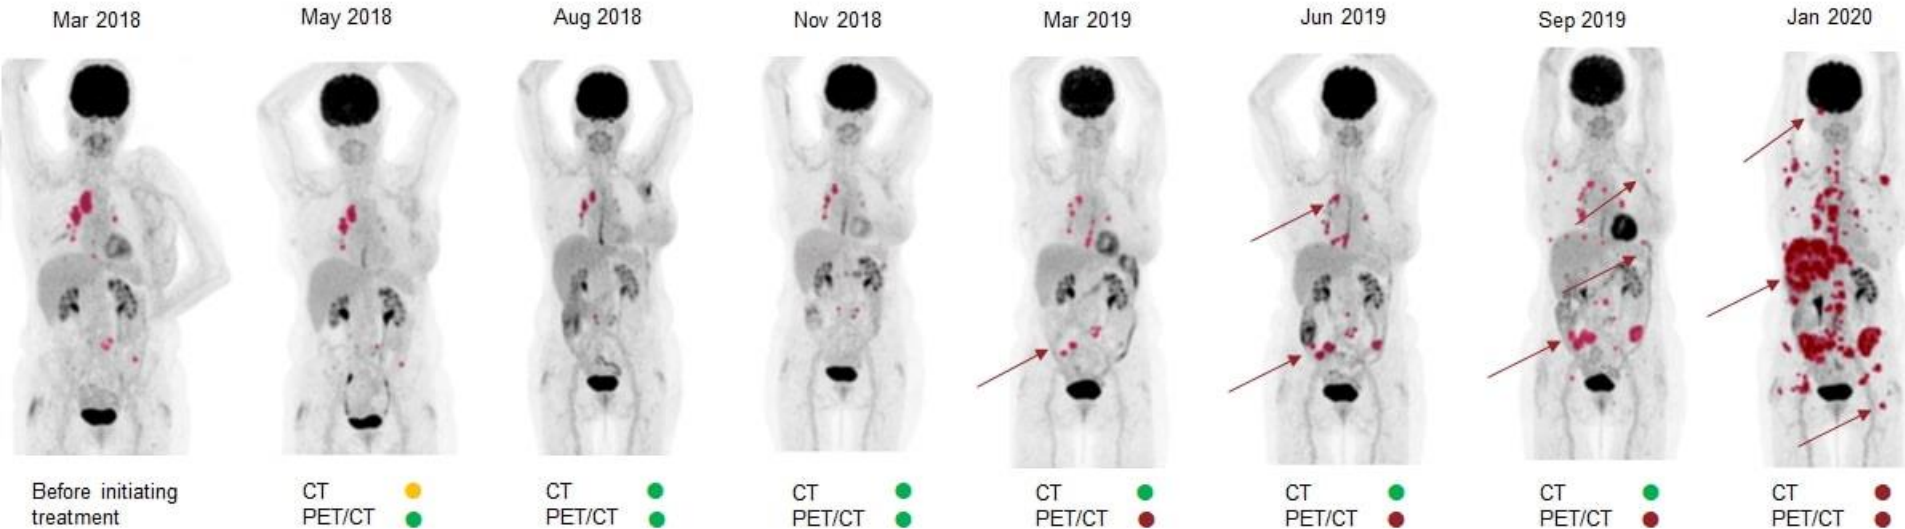 Mar 2018
May 2018
Aug 2018
Nov 2018
Mar 2019
Jun 2019
Sep 2019
Jan 2020
Before initiating
treatment
CT
PET/CT
CT
PET/CT
CT
PET/CT
CT
PET/CT
CT
PET/CT
CT
PET/CT
CT
PET/CT